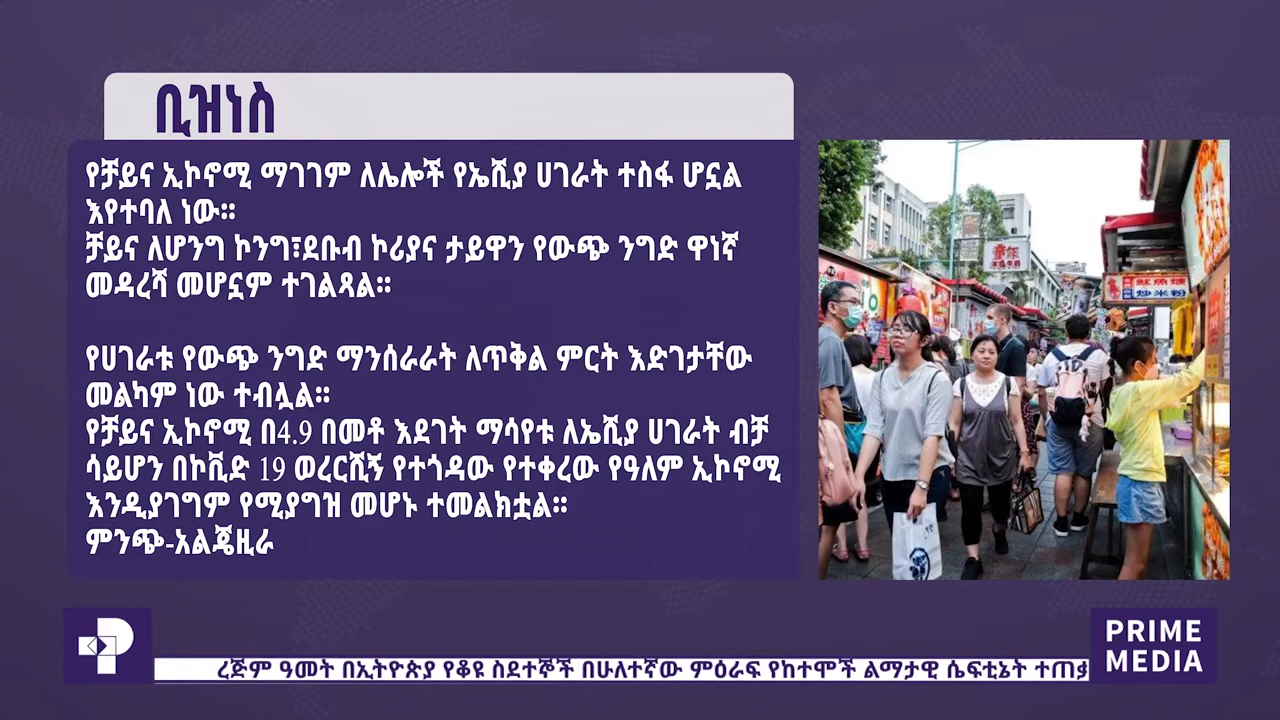 ቢዝነስ
የቻይና ኢኮኖሚ ማገገም ለሌሎች የኤሺያ ሀገራት ተስፋ ሆኗል
እየተባለ ነው።
ቻይና ለሆንግ ኮንግ፣ደቡብ ኮሪያና ታይዋን የውጭ ንግድ ዋነኛ
መዳረሻ መሆኗም ተገልጿል።
የሀገራቱ የውጭ ንግድ ማንሰራራት ለጥቅል ምርት እድገታቸው
መልካም ነው ተብሏል።
የቻይና ኢኮኖሚ በ4.9 በመቶ እደገት ማሳየቱ ለኤሺያ ሀገራት ብቻ
ሳይሆን በኮቪድ 19 ወረርሽኝ የተጎዳው የተቀረው የዓለም ኢኮኖሚ
እንዲያገግም የሚያግዝ መሆኑ ተመልክቷል።
ምንጭ-አልጄዚራ
PRIME
MEDIA
ረጅም ዓመት በኢትዮጵያ የቆዩ ስደተኞች በሁለተኛው ምዕራፍ የከተሞች ልማታዊ ሴፍቲኔት